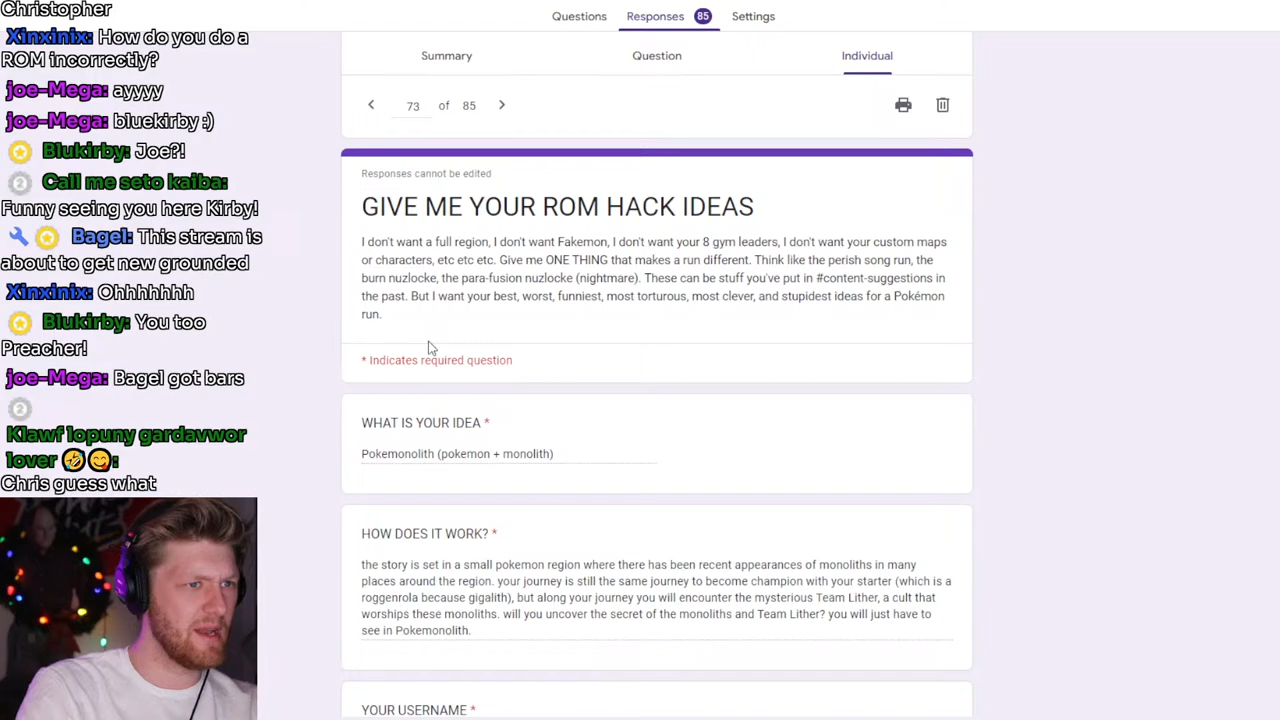 Christopher
Xinxinix: How do you do a
ROM incorrectly?
joe-Mega: ayyyy
joe-Mega: bluekirby :)
Blukirby: Joe?!
2 Call me seto kaiba:
Funny seeing you here Kirby!
Bagel: This stream is
about to get new grounded
Xinxinix: Ohhhhhhh
Blukirby: You too
Preacher!
joe-Mega: Bagel got bars
2
Klawf lopuny gardavwor
lover 🤣😋:
Chris guess what
Questions Responses 85 Settings
Summary Question Individual
73 of 85
Responses cannot be edited
GIVE ME YOUR ROM HACK IDEAS
I don't want a full region, I don't want Fakemon, I don't want your 8 gym leaders, I don't want your custom maps
or characters, etc etc etc. Give me ONE THING that makes a run different. Think like the perish song run, the
burn nuzlocke, the para-fusion nuzlocke (nightmare). These can be stuff you've put in #content-suggestions in
the past. But I want your best, worst, funniest, most torturous, most clever, and stupidest ideas for a Pokémon
run.
* Indicates required question
WHAT IS YOUR IDEA *
Pokemonolith (pokemon + monolith)
HOW DOES IT WORK? *
the story is set in a small pokemon region where there has been recent appearances of monoliths in many
places around the region. your journey is still the same journey to become champion with your starter (which is a
roggenrola because gigalith), but along your journey you will encounter the mysterious Team Lither, a cult that
worships these monoliths. will you uncover the secret of the monoliths and Team Lither? you will just have to
see in Pokemonolith.
YOUR USERNAME *